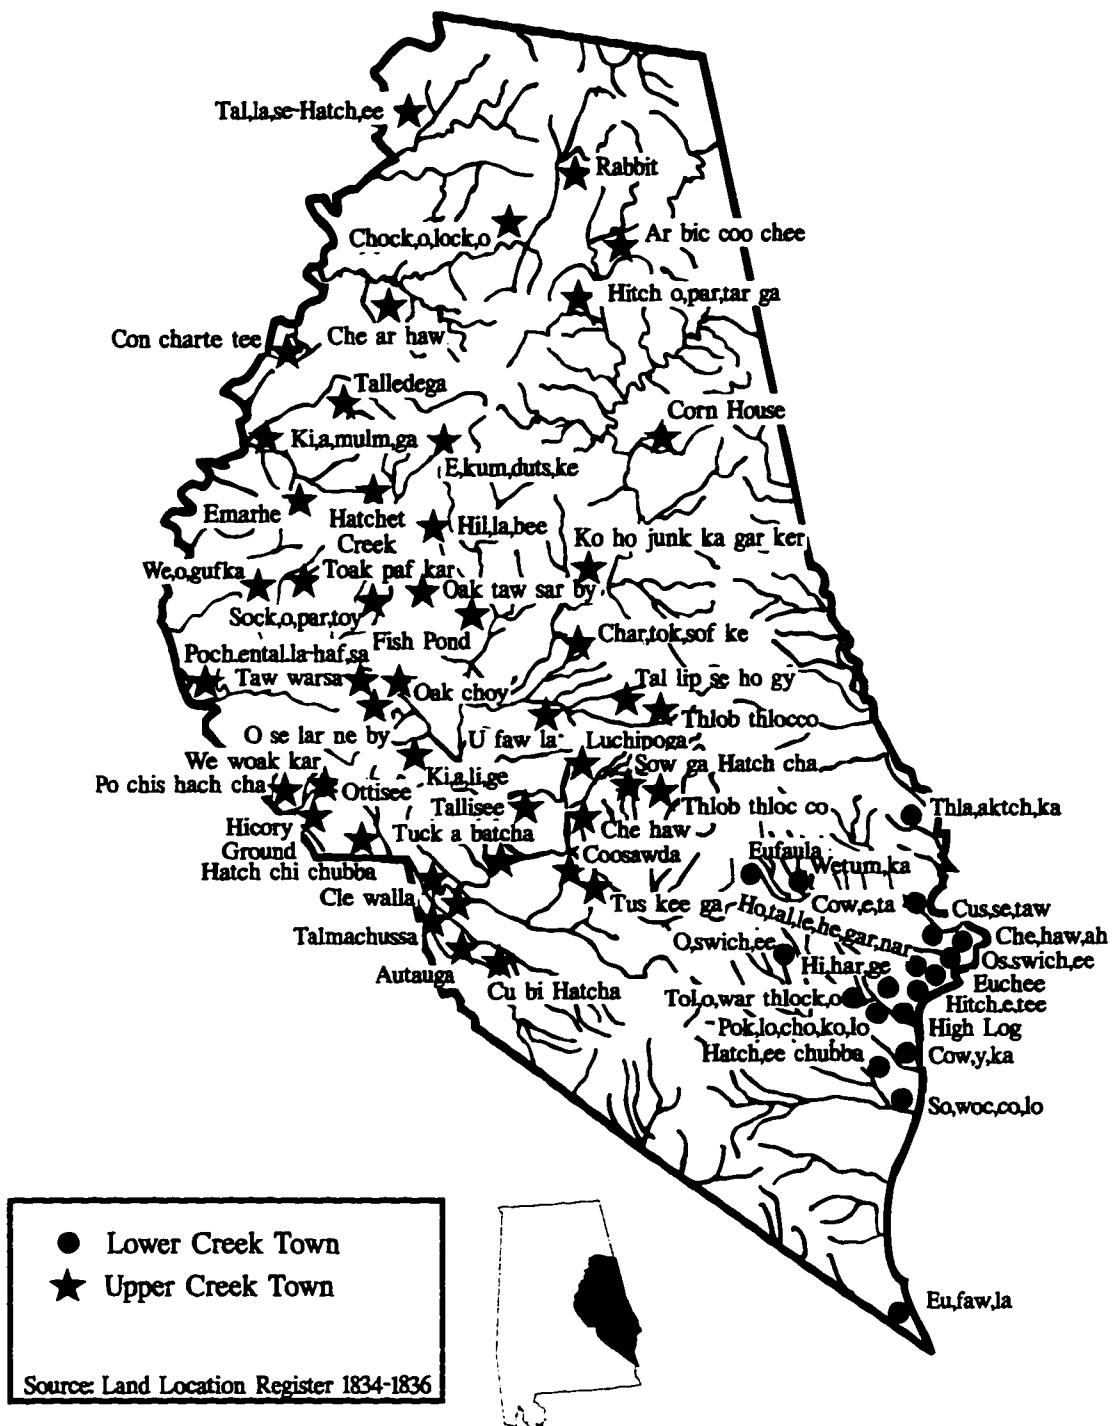 Tal,la,se-Hatch,ee
Rabbit
Chock,o,lock,o
Ar bic coo chee
Hitch o,par,tar ga
Con charte tee
Che ar haw
Talledega
Corn House
Ki,a,mulm,ga
E,kum,duts,ke
Emarhe
Hatchet
Creek
Hil,la,bee
Ko ho junk ka gar ker
We,o,gufka
Toak paf kar
Oak taw sar by
Sock,o,par,toy
Fish Pond
Char,tok,sof ke
Poch,ental,la-haf,sa
Taw warsa
Oak choy
Tal lip se ho gy
Thlob thlocco
O se lar ne by
U faw la
Luchipoga
We woak kar
Sow ga Hatch cha
Po chis hach cha
Ottisee
Ki,a,li,ge
Tallisee
Thlob thloc co
Thla,aktch,ka
Hicory
Ground
Tuck a batcha
Che haw
Hatch chi chubba
Coosawda
Eufaula
Wetum,ka
Cle walla
Tus kee ga
Ho,tal,le,he,gar,nar
Cow,e,ta
Cus,se,taw
Talmachussa
O,swich,ee
Che,haw,ah
Autauga
Hi,har,ge
Os,swich,ee
Cu bi Hatcha
Euchee
To,l,o,war thlock,o
Hitch,e,tee
Pok,lo,cho,ko,lo
High Log
Hatch,ee chubba
Cow,y,ka
So,woc,co,lo
Eu,faw,la
Lower Creek Town
Upper Creek Town
Source: Land Location Register 1834-1836